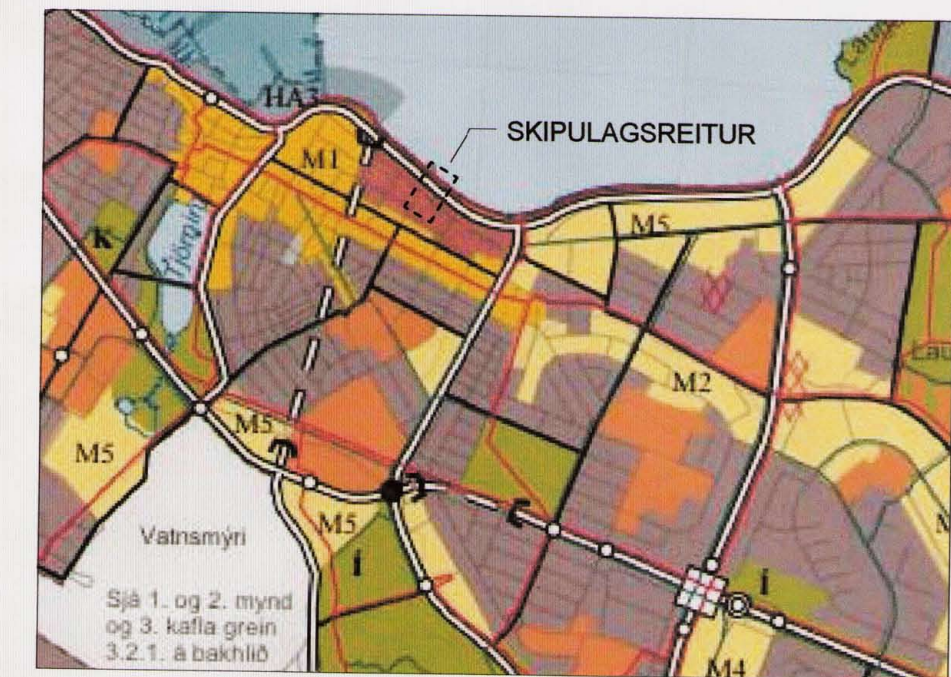 HA3
SKIPULAGSREITUR
M1
K
Tjörnin
M5
M2
M5
M5
M5
Vatnsmýri
Í
Í
Sjá 1. og 2. mynd
og 3. kafla grein
3.2.1. á bakhlið
M4